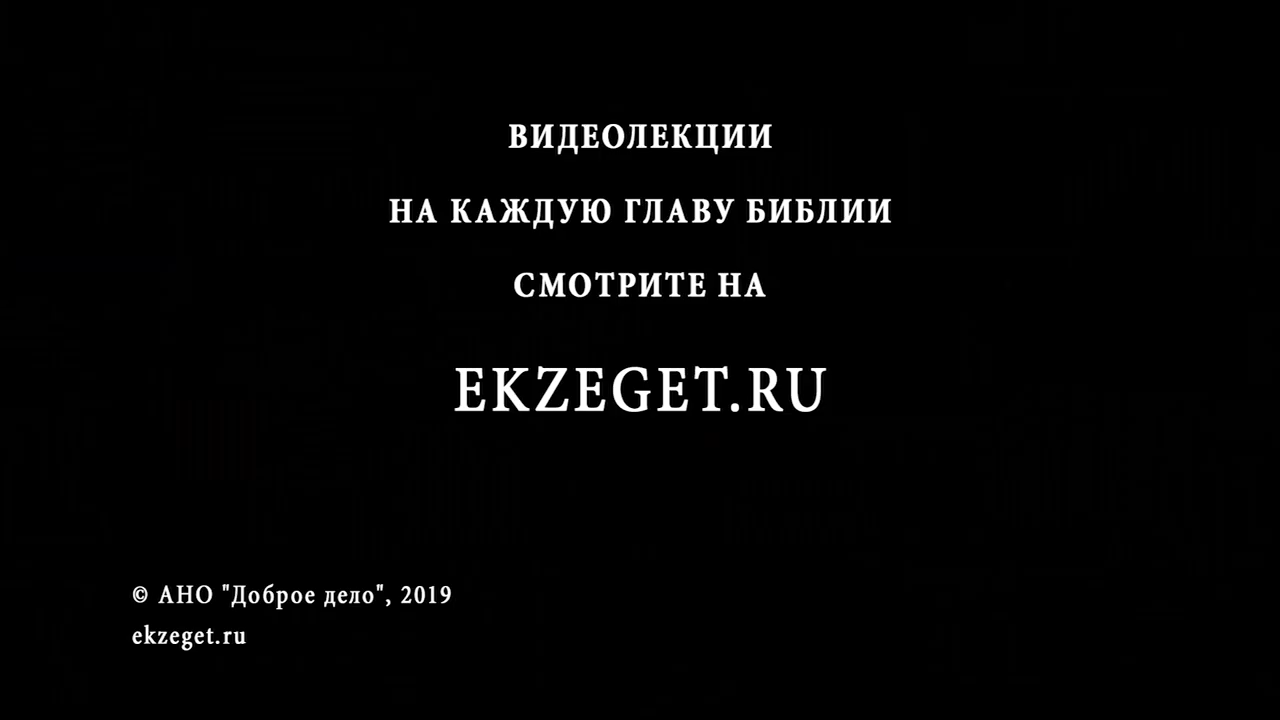 ВИДЕОЛЕКЦИИ
НА КАЖДУЮ ГЛАВУ БИБЛИИ
СМОТРИТЕ НА
EKZEGET.RU
© АНО "Доброе дело", 2019
ekzeget.ru